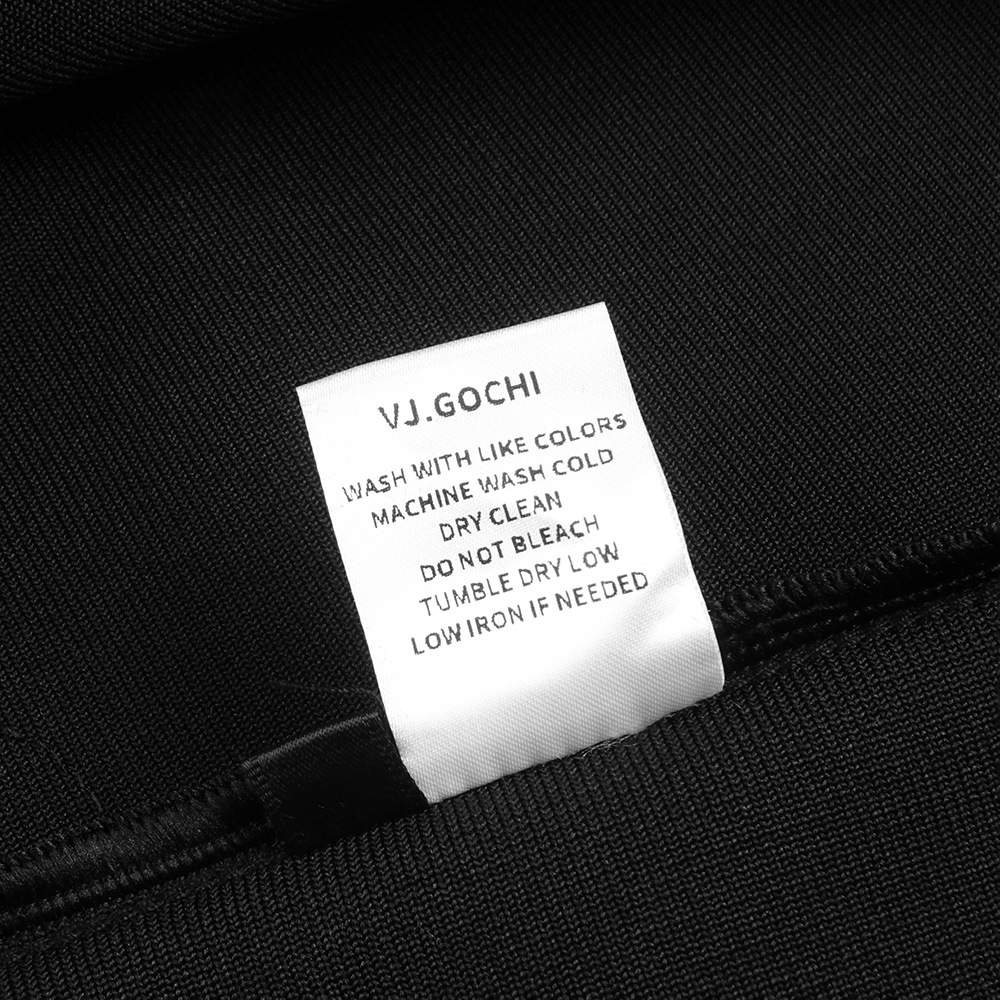 VJ.GOCHI
WASH WITH LIKE COLORS
MACHINE WASH COLD
DRY CLEAN
DO NOT BLEACH
TUMBLE DRY LOW
LOW IRON IF NEEDED